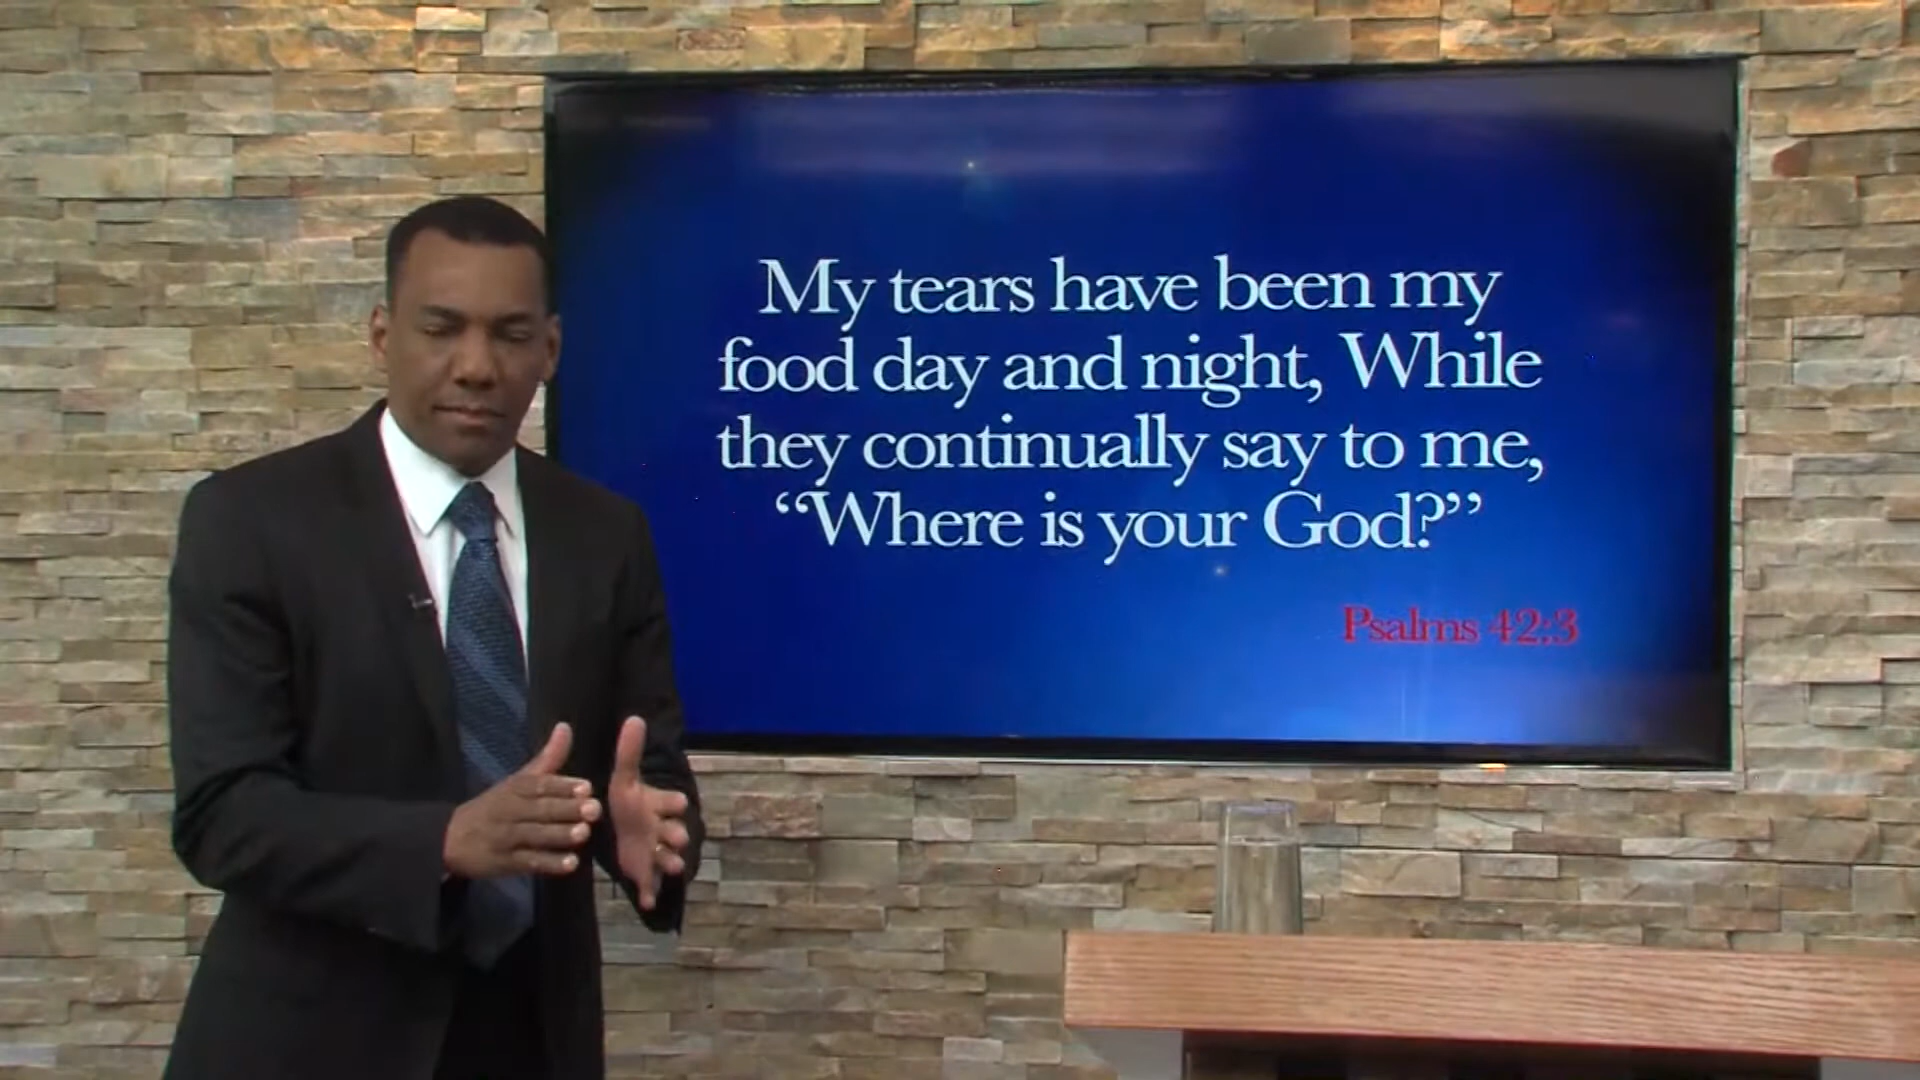 My tears have been my
food day and night, While
they continually say to me,
“Where is your God?”
Psalms 42:3